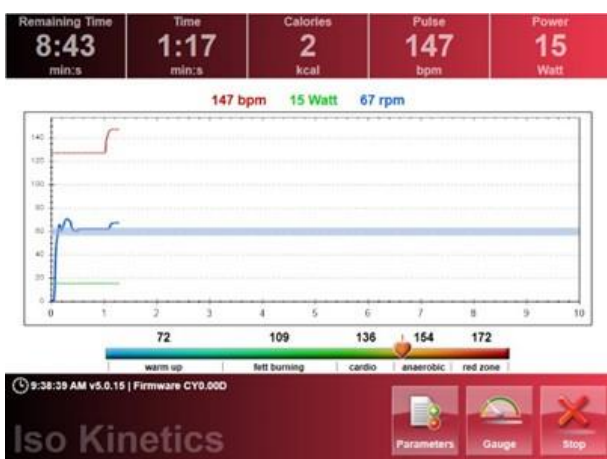 Remaining Time Time Calories Pulse Power
8:43 1:17 2 147 15
min:s min:s kcal bpm Watt
147 bpm 15 Watt 67 rpm
140
120
100
80
60
40
20
0
0 1 2 3 4 5 6 7 8 9 10
72 109 136 154 172
warm up fett burning cardio anaerobic red zone
9:38:39 AM v5.0.15 | Firmware CY0.00D
Iso Kinetics
Parameters Gauge Stop